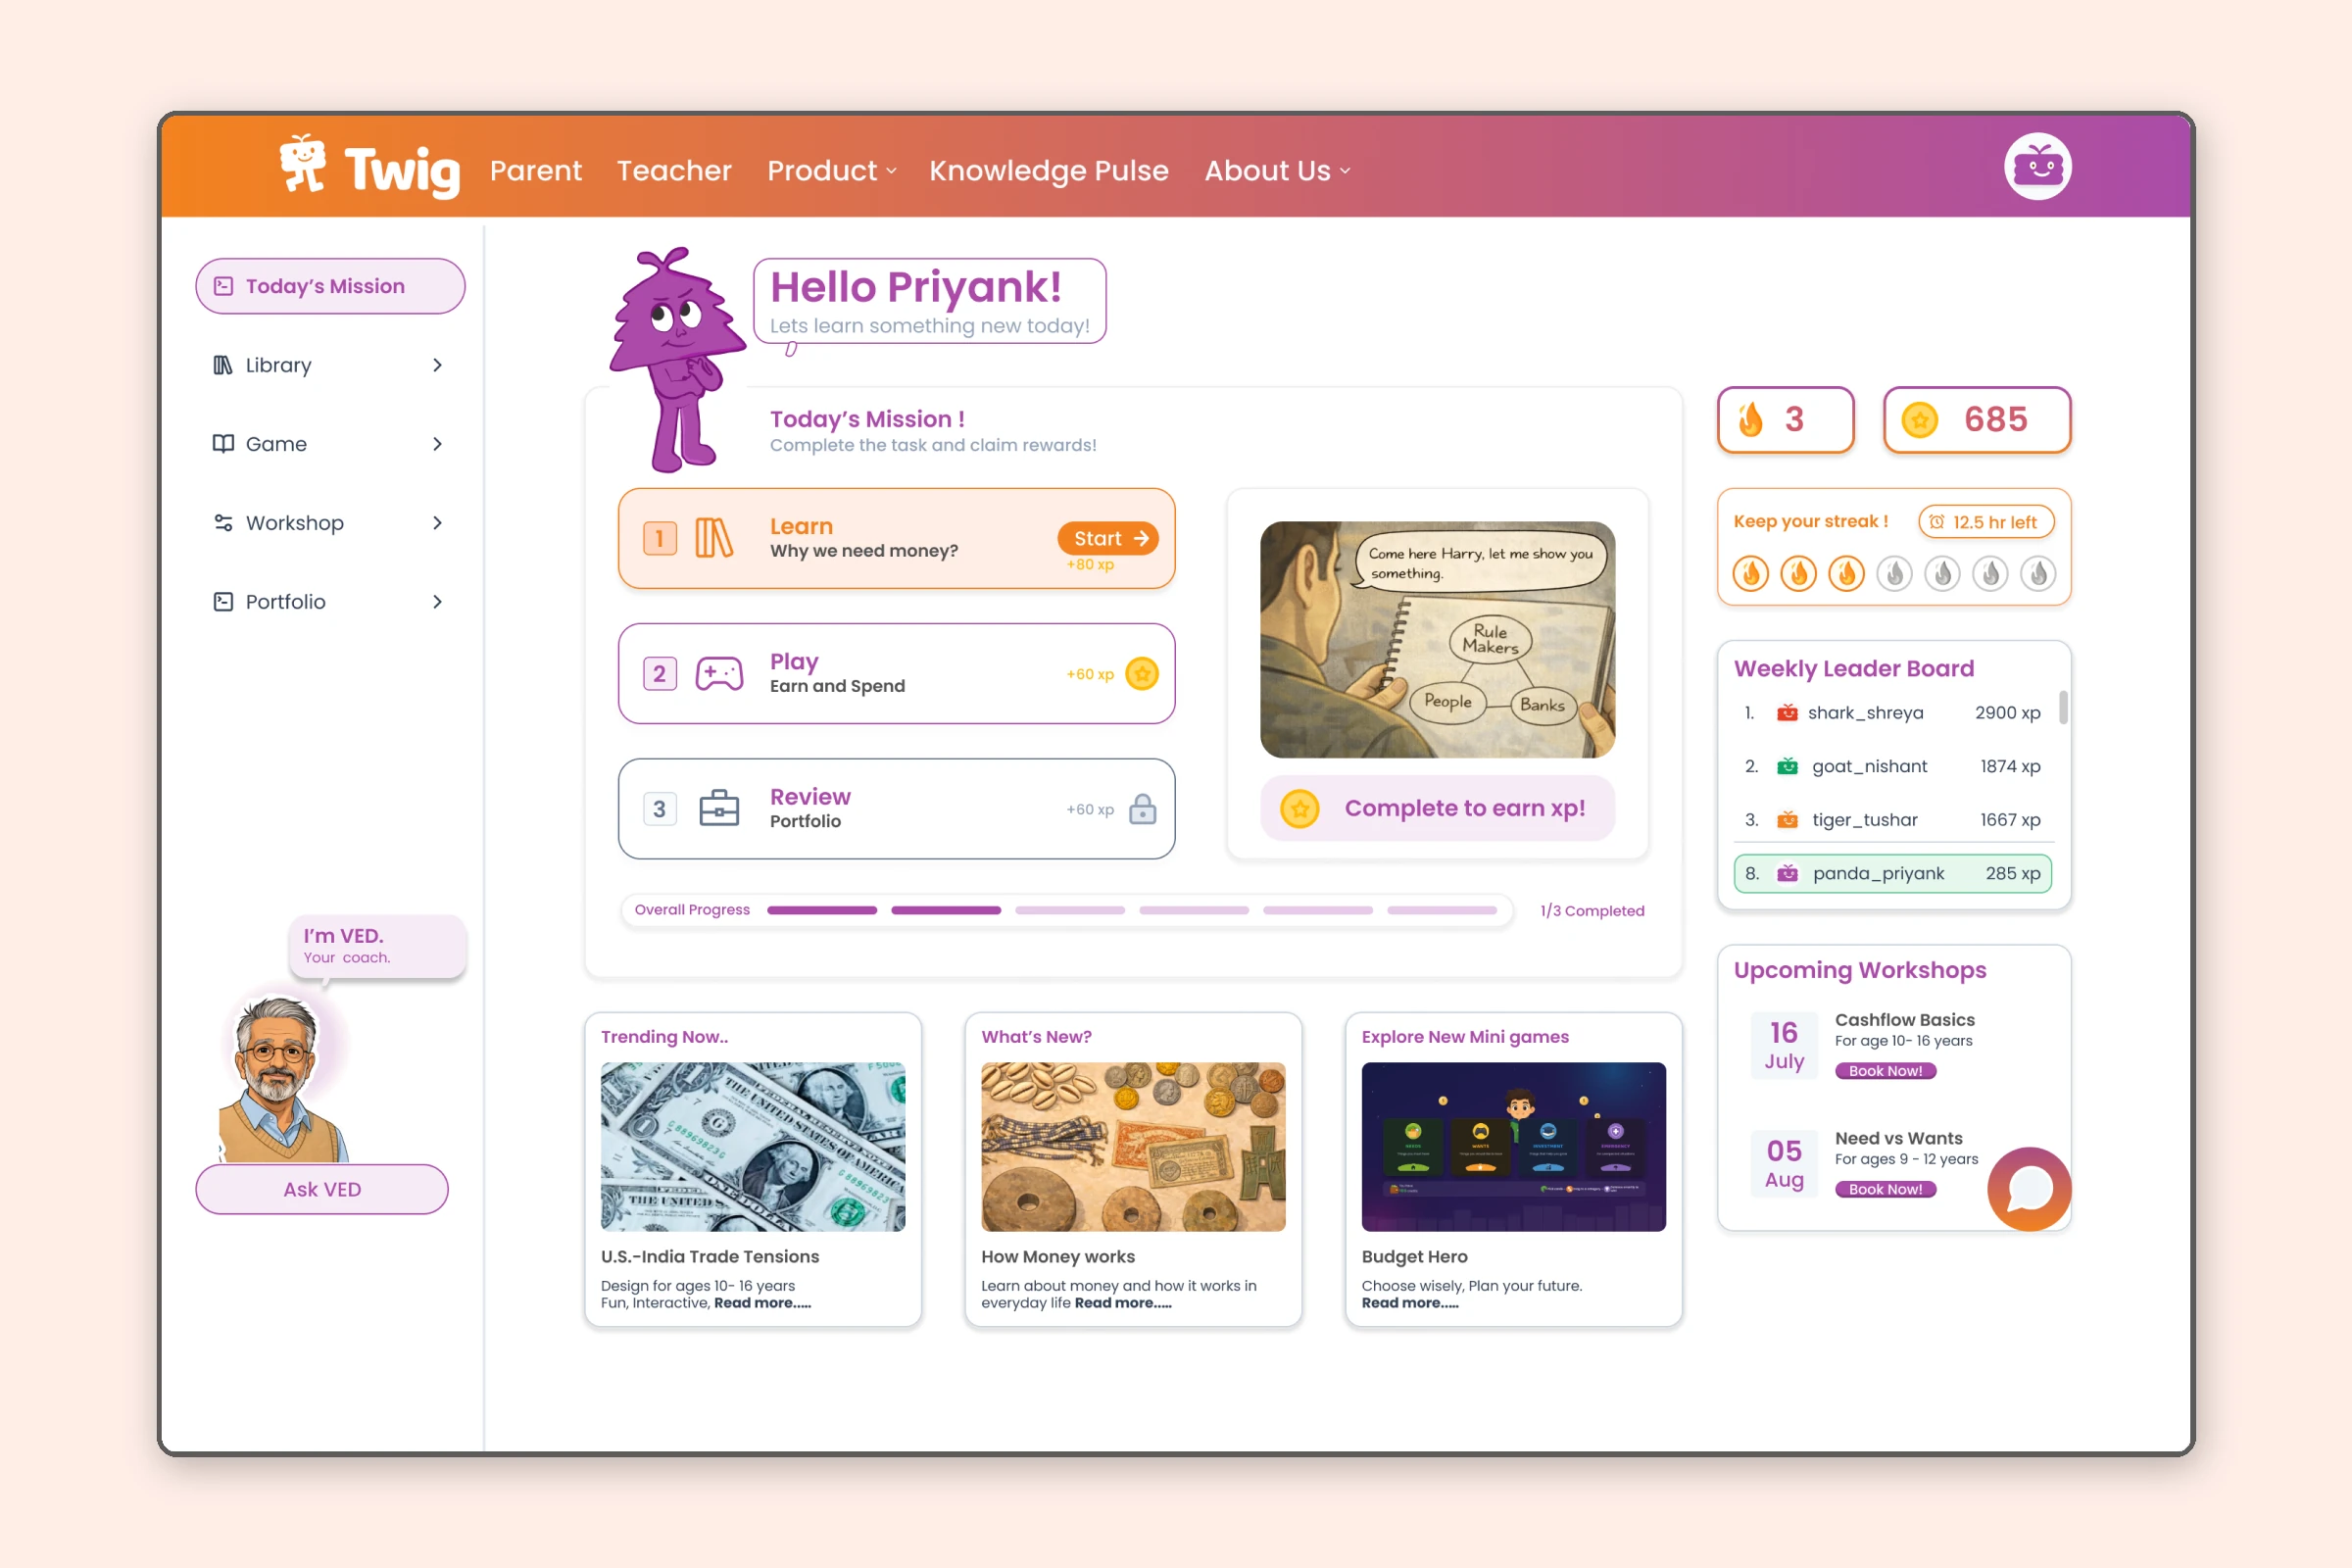 Twig
Parent
Teacher
Product
Knowledge Pulse
About Us
Today's Mission
Library
Game
Workshop
Portfolio
I'm VED.
Your coach.
Ask VED
Hello Priyank!
Lets learn something new today!
Today's Mission !
Complete the task and claim rewards!
1
Learn
Why we need money?
Start
+80 xp
2
Play
Earn and Spend
+60 xp
3
Review
Portfolio
+60 xp
Come here Harry, let me show you
something.
Rule
Makers
People
Banks
Complete to earn xp!
Overall Progress
1/3 Completed
3
685
Keep your streak !
12.5 hr left
Weekly Leader Board
1. shark_shreya 2900 xp
2. goat_nishant 1874 xp
3. tiger_tushar 1667 xp
8. panda_priyank 285 xp
Upcoming Workshops
16
July
Cashflow Basics
For age 10- 16 years
Book Now!
05
Aug
Need vs Wants
For ages 9 - 12 years
Book Now!
Trending Now..
THE UNITED STATES OF AMERICA
U.S.-India Trade Tensions
Design for ages 10- 16 years
Fun, Interactive, Read more.....
What's New?
How Money works
Learn about money and how it works in
everyday life Read more.....
Explore New Mini games
Budget Hero
Choose wisely, Plan your future.
Read more.....